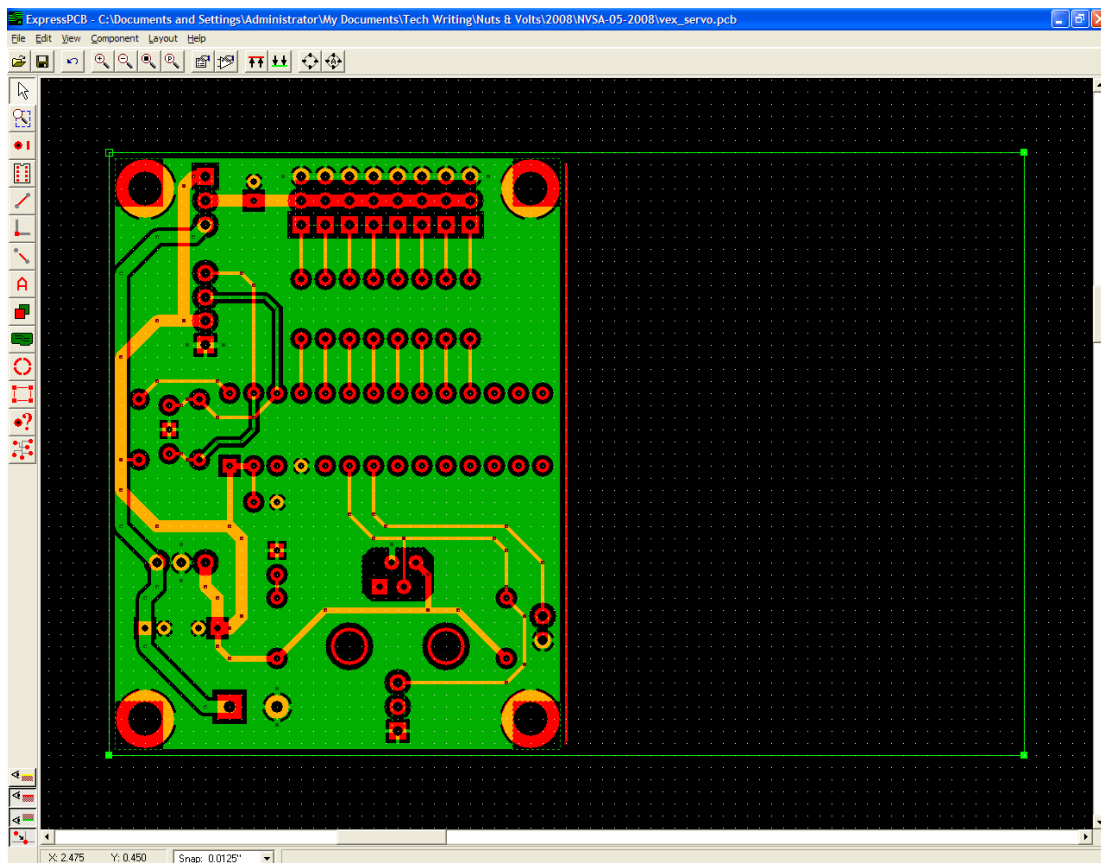 ExpressPCB - C:\Documents and Settings\Administrator\My Documents\Tech Writing\Nuts & Volts\2008\NVSA-05-2008\vex_servo.pcb
File Edit View Component Layout Help
X: 2.475 Y: 0.450 Snap: 0.0125"